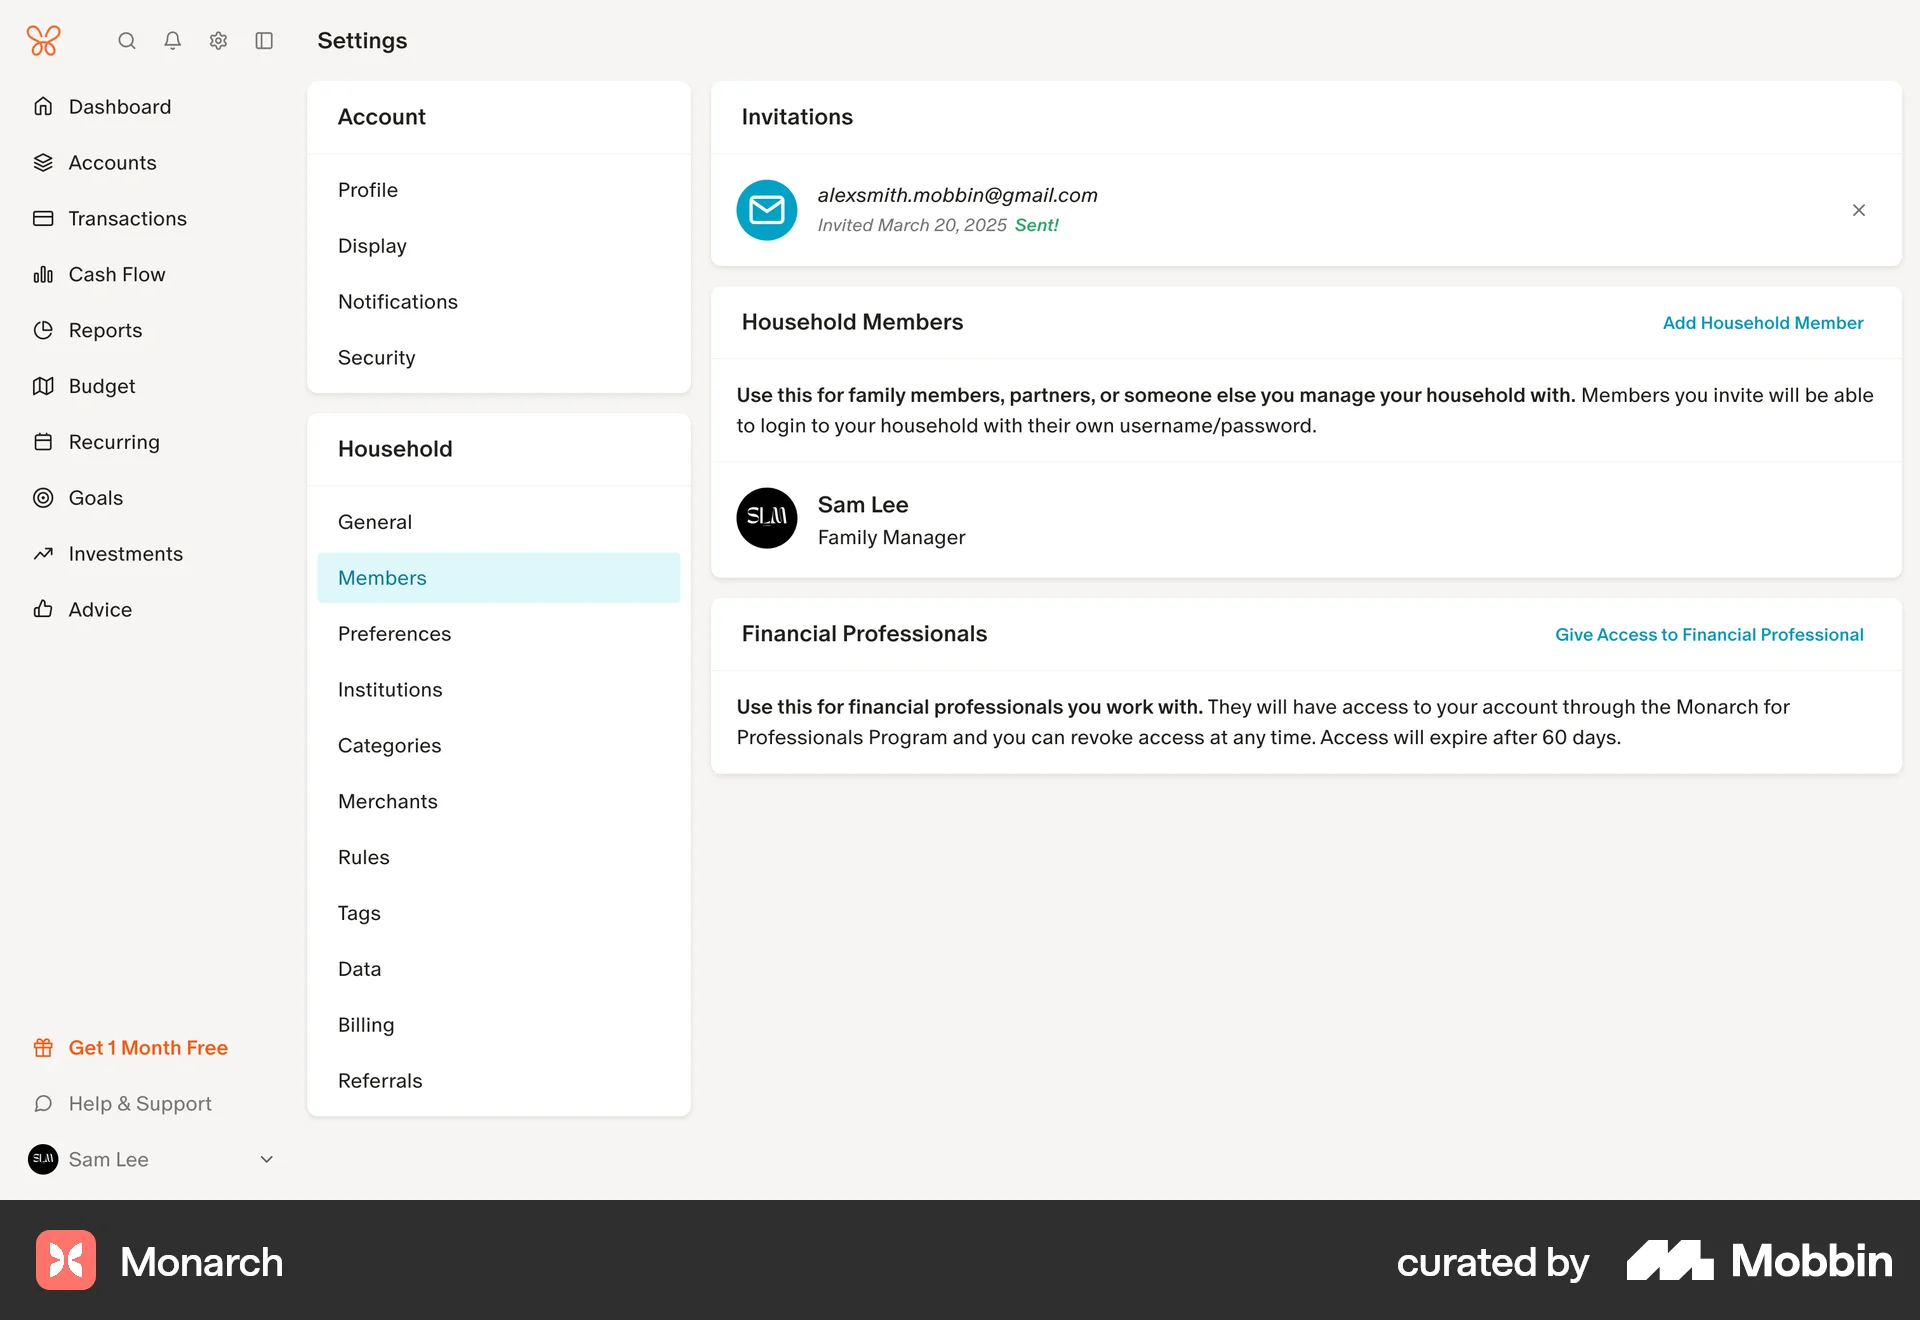 Settings
Dashboard
Accounts
Transactions
Cash Flow
Reports
Budget
Recurring
Goals
Investments
Advice
Get 1 Month Free
Help & Support
SLM
Sam Lee
Account
Profile
Display
Notifications
Security
Household
General
Members
Preferences
Institutions
Categories
Merchants
Rules
Tags
Data
Billing
Referrals
Invitations
alexsmith.mobbin@gmail.com
Invited March 20, 2025 Sent!
Household Members
Add Household Member
Use this for family members, partners, or someone else you manage your household with. Members you invite will be able
to login to your household with their own username/password.
SLM
Sam Lee
Family Manager
Financial Professionals
Give Access to Financial Professional
Use this for financial professionals you work with. They will have access to your account through the Monarch for
Professionals Program and you can revoke access at any time. Access will expire after 60 days.
Monarch
curated by
Mobbin